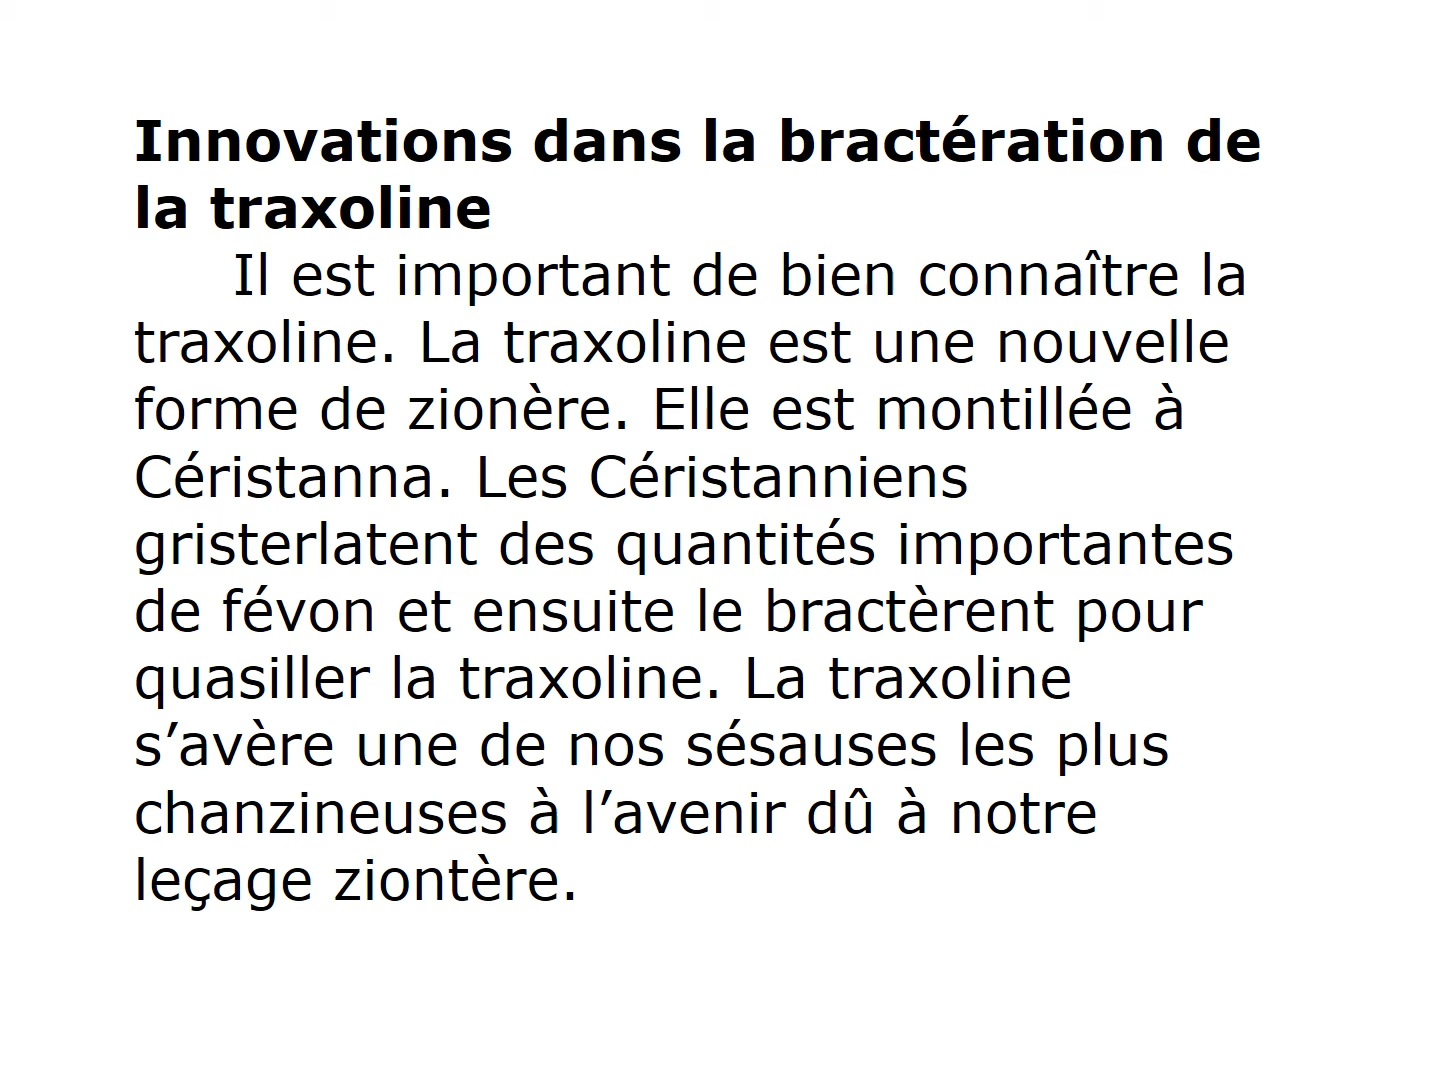 Innovations dans la bractération de
la traxoline
Il est important de bien connaître la
traxoline. La traxoline est une nouvelle
forme de zionère. Elle est montillée à
Céristanna. Les Céristanniens
gristerlatent des quantités importantes
de févon et ensuite le bractèrent pour
quasiller la traxoline. La traxoline
s’avère une de nos sésauses les plus
chanzineuses à l’avenir dû à notre
leçage ziontère.